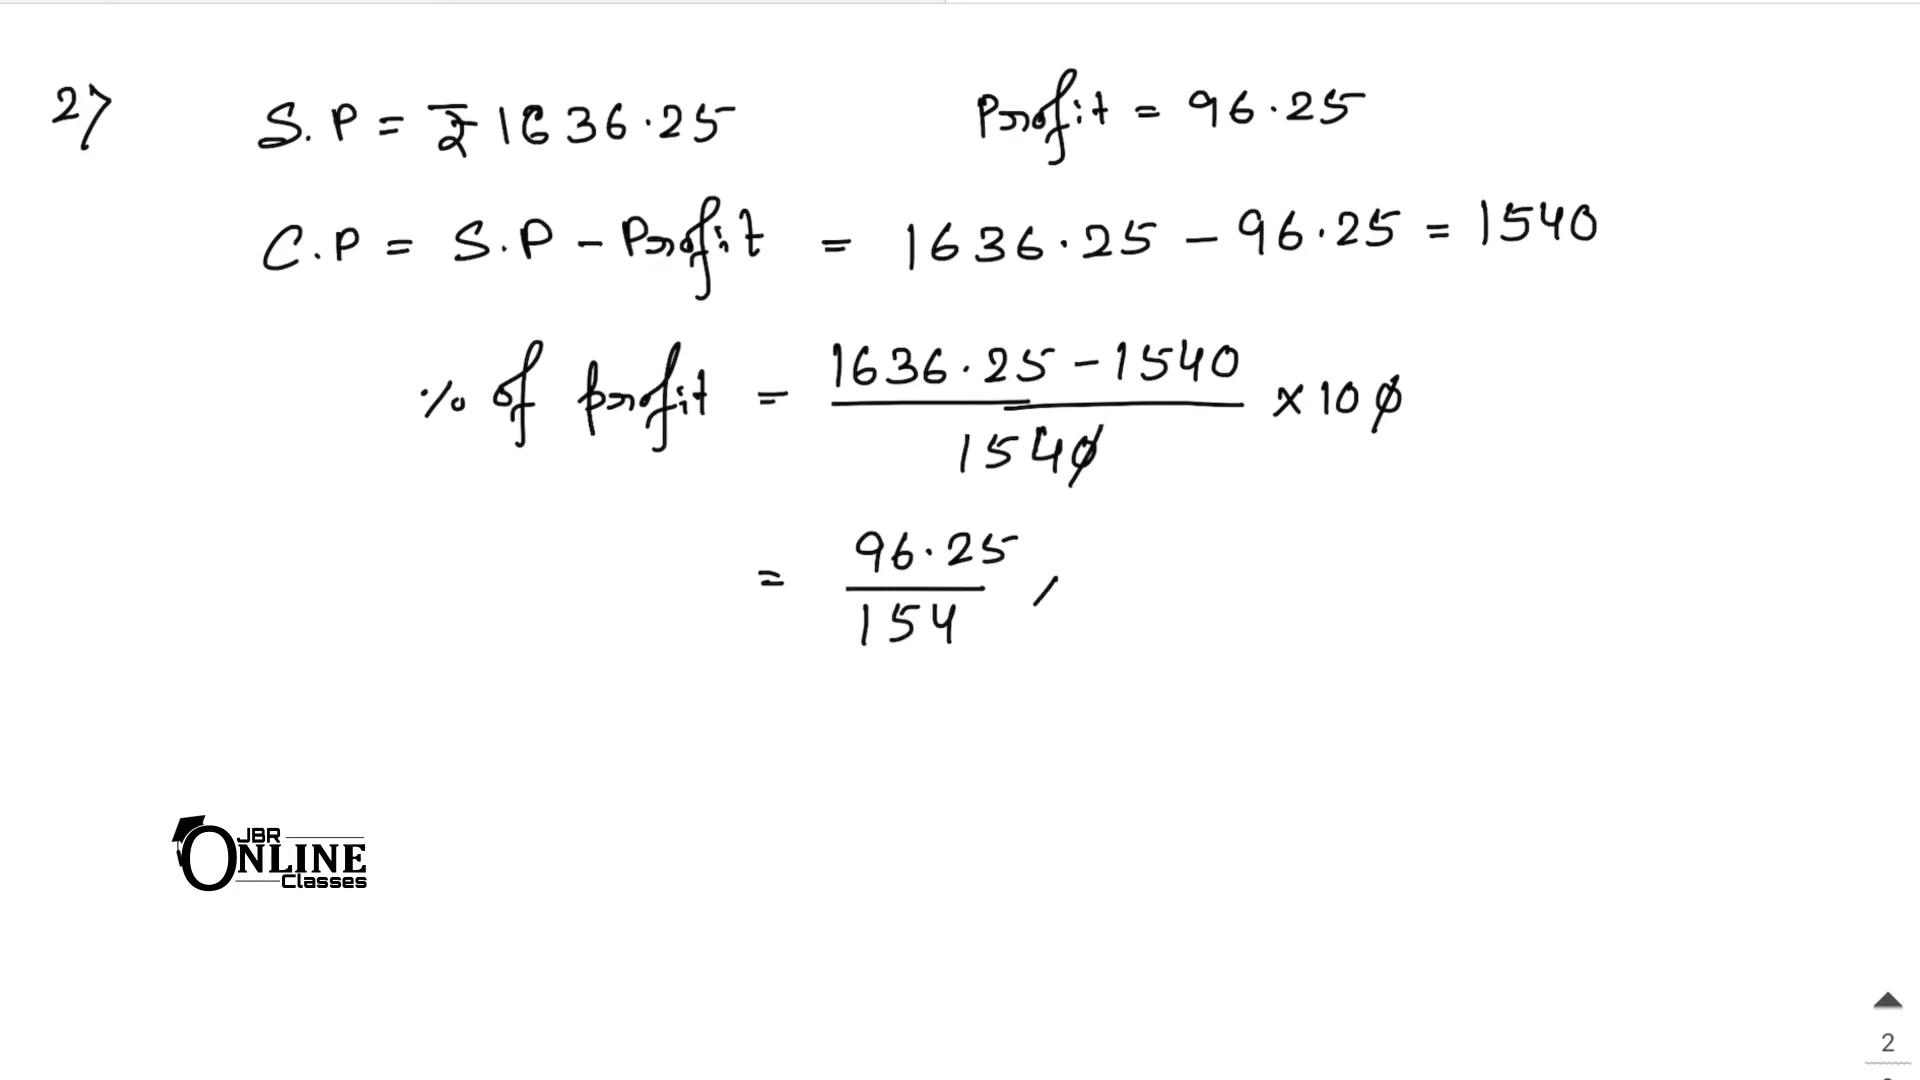 2) S.P = ₹ 1636.25 Profit = 96.25
C.P = S.P - Profit = 1636.25 - 96.25 = 1540
% of profit = 1636.25 - 1540 / 1540 × 100
= 96.25 / 154
JBR
ONLINE
Classes
2